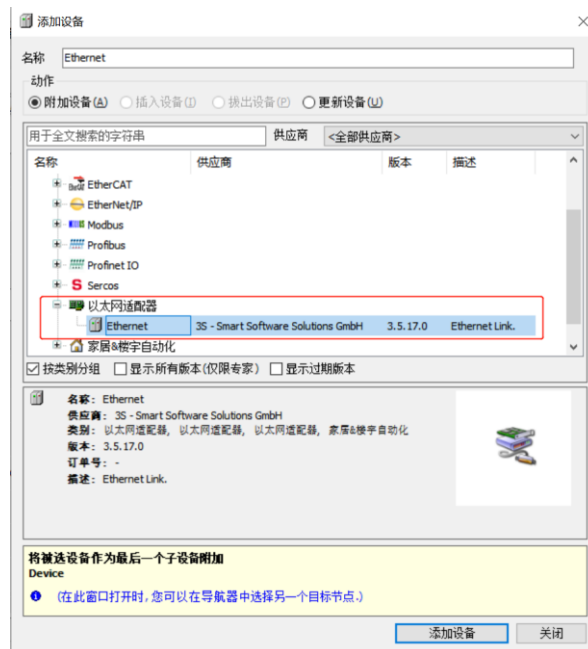 添加设备
名称 Ethernet
动作
附加设备(A) 插入设备(I) 拔出设备(P) 更新设备(U)
用于全文搜索的字符串 供应商 <全部供应商>
名称 供应商 版本 描述
EtherCAT
EtherNet/IP
Modbus
Profibus
Profinet IO
Sercos
以太网适配器
Ethernet 3S - Smart Software Solutions GmbH 3.5.17.0 Ethernet Link.
家居&楼宇自动化
按类别分组 显示所有版本(仅限专家) 显示过期版本
名称: Ethernet
供应商: 3S - Smart Software Solutions GmbH
类别: 以太网适配器, 以太网适配器, 以太网适配器, 家居&楼宇自动化
版本: 3.5.17.0
订单号: -
描述: Ethernet Link.
将被选设备作为最后一个子设备附加
Device
(在此窗口打开时,您可以在导航器中选择另一个目标节点.)
添加设备 关闭